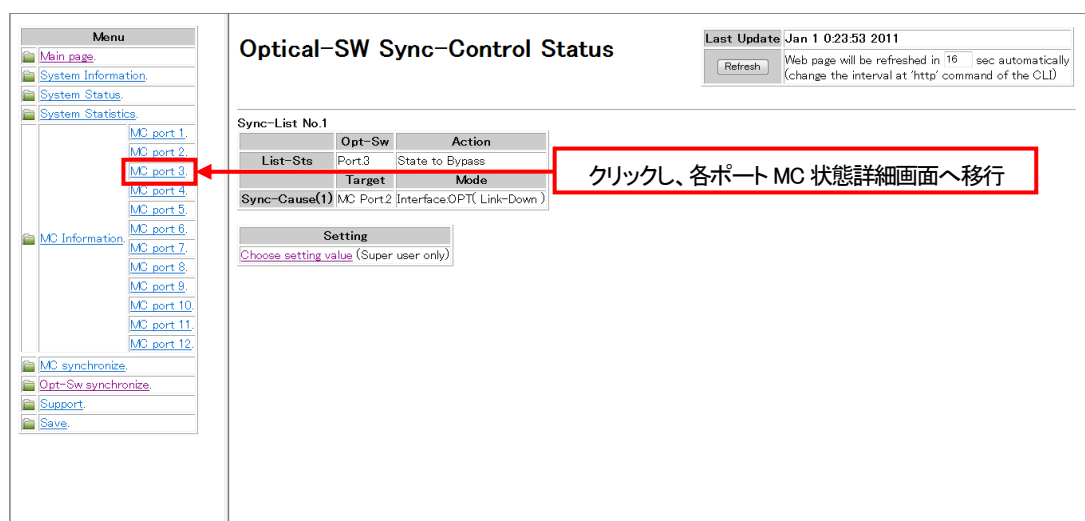 Menu
Main page.
System Information.
System Status.
System Statistics.
MC Information.
MC port 1.
MC port 2.
MC port 3.
MC port 4.
MC port 5.
MC port 6.
MC port 7.
MC port 8.
MC port 9.
MC port 10.
MC port 11.
MC port 12.
MC synchronize.
Opt-Sw synchronize.
Support.
Save.
Optical-SW Sync-Control Status
Last Update Jan 1 0:23:53 2011
Refresh Web page will be refreshed in 16 sec automatically
(change the interval at 'http' command of the CLI)
Sync-List No.1
Opt-Sw Action
List-Sts Port.3 State to Bypass
Target Mode
Sync-Cause(1) MC Port.2 Interface:OPT( Link-Down )
クリックし、各ポート MC 状態詳細画面へ移行
Setting
Choose setting value (Super user only)